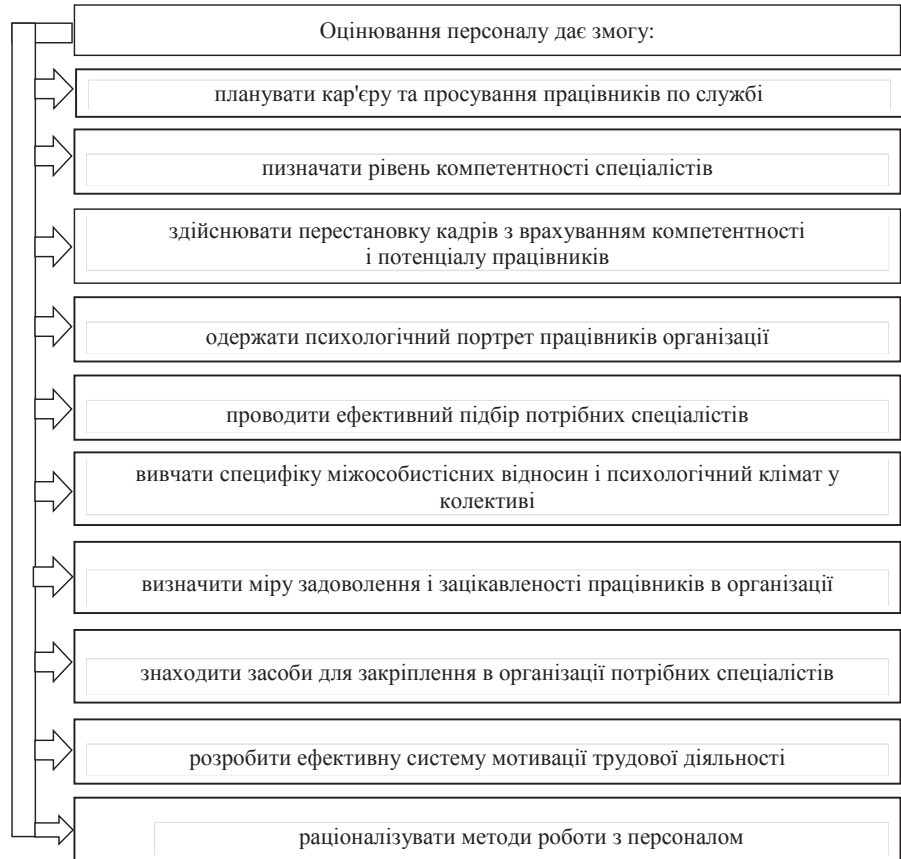 Оцінювання персоналу дає змогу:
планувати кар'єру та просування працівників по службі
пизначати рівень компетентності спеціалістів
здійснювати перестановку кадрів з врахуванням компетентності
і потенціалу працівників
одержати психологічний портрет працівників організації
проводити ефективний підбір потрібних спеціалістів
вивчати специфіку міжособистісних відносин і психологічний клімат у
колективі
визначити міру задоволення і зацікавленості працівників в організації
знаходити засоби для закріплення в організації потрібних спеціалістів
розробити ефективну систему мотивації трудової діяльності
раціоналізувати методи роботи з персоналом